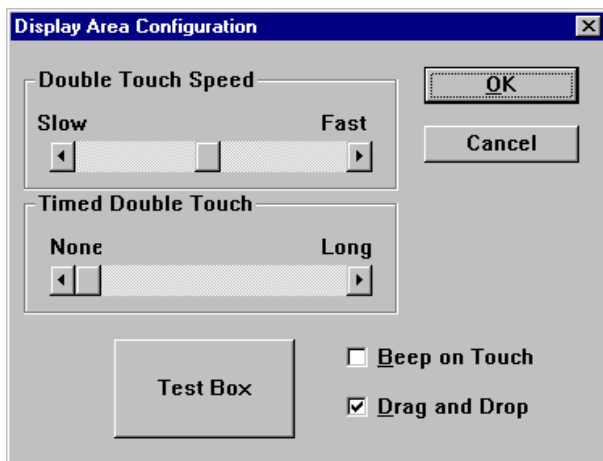 Display Area Configuration
Double Touch Speed
Slow Fast
OK
Cancel
Timed Double Touch
None Long
Test Box
Beep on Touch
Drag and Drop